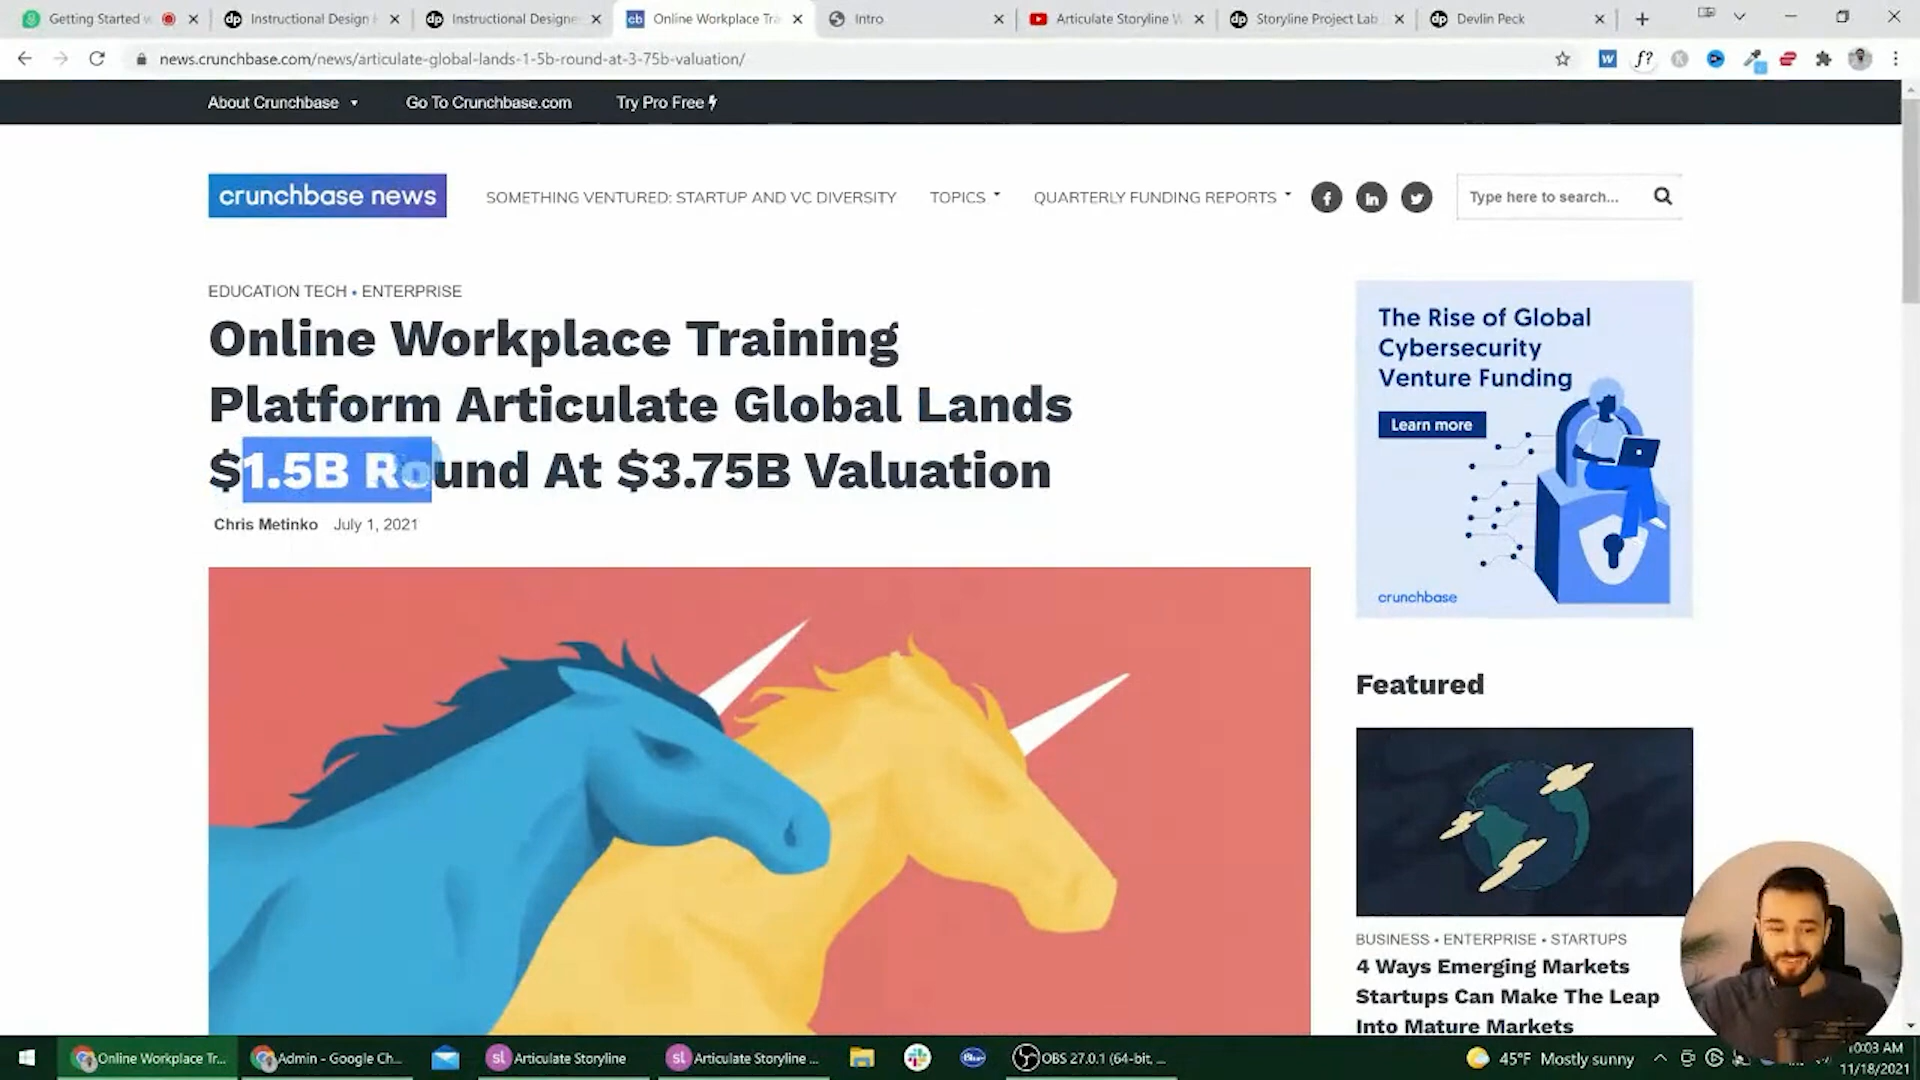 Getting Started w
Instructional Design
Instructional Designe
Online Workplace Tra
Intro
Articulate Storyline W
Storyline Project Lab
Devlin Peck
news.crunchbase.com/news/articulate-global-lands-1-5b-round-at-3-75b-valuation/
About Crunchbase
Go To Crunchbase.com
Try Pro Free
crunchbase news
SOMETHING VENTURED: STARTUP AND VC DIVERSITY
TOPICS
QUARTERLY FUNDING REPORTS
Type here to search...
EDUCATION TECH • ENTERPRISE
Online Workplace Training
Platform Articulate Global Lands
$1.5B Round At $3.75B Valuation
Chris Metinko July 1, 2021
The Rise of Global
Cybersecurity
Venture Funding
Learn more
crunchbase
Featured
BUSINESS • ENTERPRISE • STARTUPS
4 Ways Emerging Markets
Startups Can Make The Leap
Into Mature Markets
Online Workplace Tr...
Admin - Google Ch...
Articulate Storyline
Articulate Storyline ...
OBS 27.0.1 (64-bit, ...
45°F Mostly sunny
10:03 AM
11/18/2021